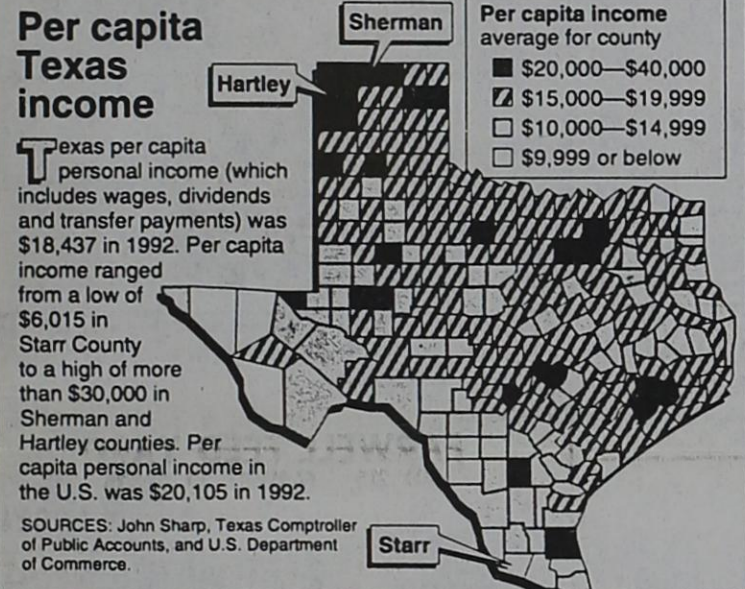 Per capita
Texas
income
Texas per capita
personal income (which
includes wages, dividends
and transfer payments) was
$18,437 in 1992. Per capita
income ranged
from a low of
$6,015 in
Starr County
to a high of more
than $30,000 in
Sherman and
Hartley counties. Per
capita personal income in
the U.S. was $20,105 in 1992.
SOURCES: John Sharp, Texas Comptroller
of Public Accounts, and U.S. Department
of Commerce.
Sherman
Hartley
Per capita income
average for county
$20,000—$40,000
$15,000—$19,999
$10,000—$14,999
$9,999 or below
Starr